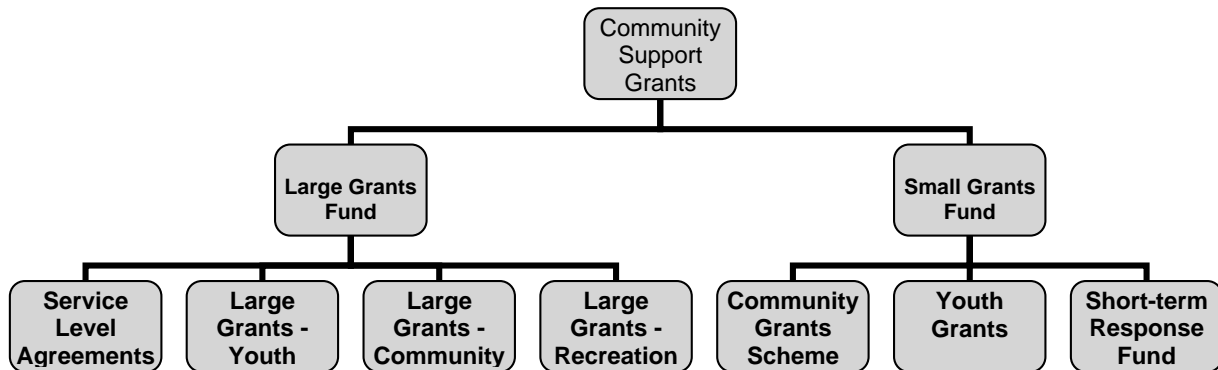 Community
Support
Grants
Large Grants
Fund
Small Grants
Fund
Service
Level
Agreements
Large
Grants -
Youth
Large
Grants -
Community
Large
Grants -
Recreation
Community
Grants
Scheme
Youth
Grants
Short-term
Response
Fund